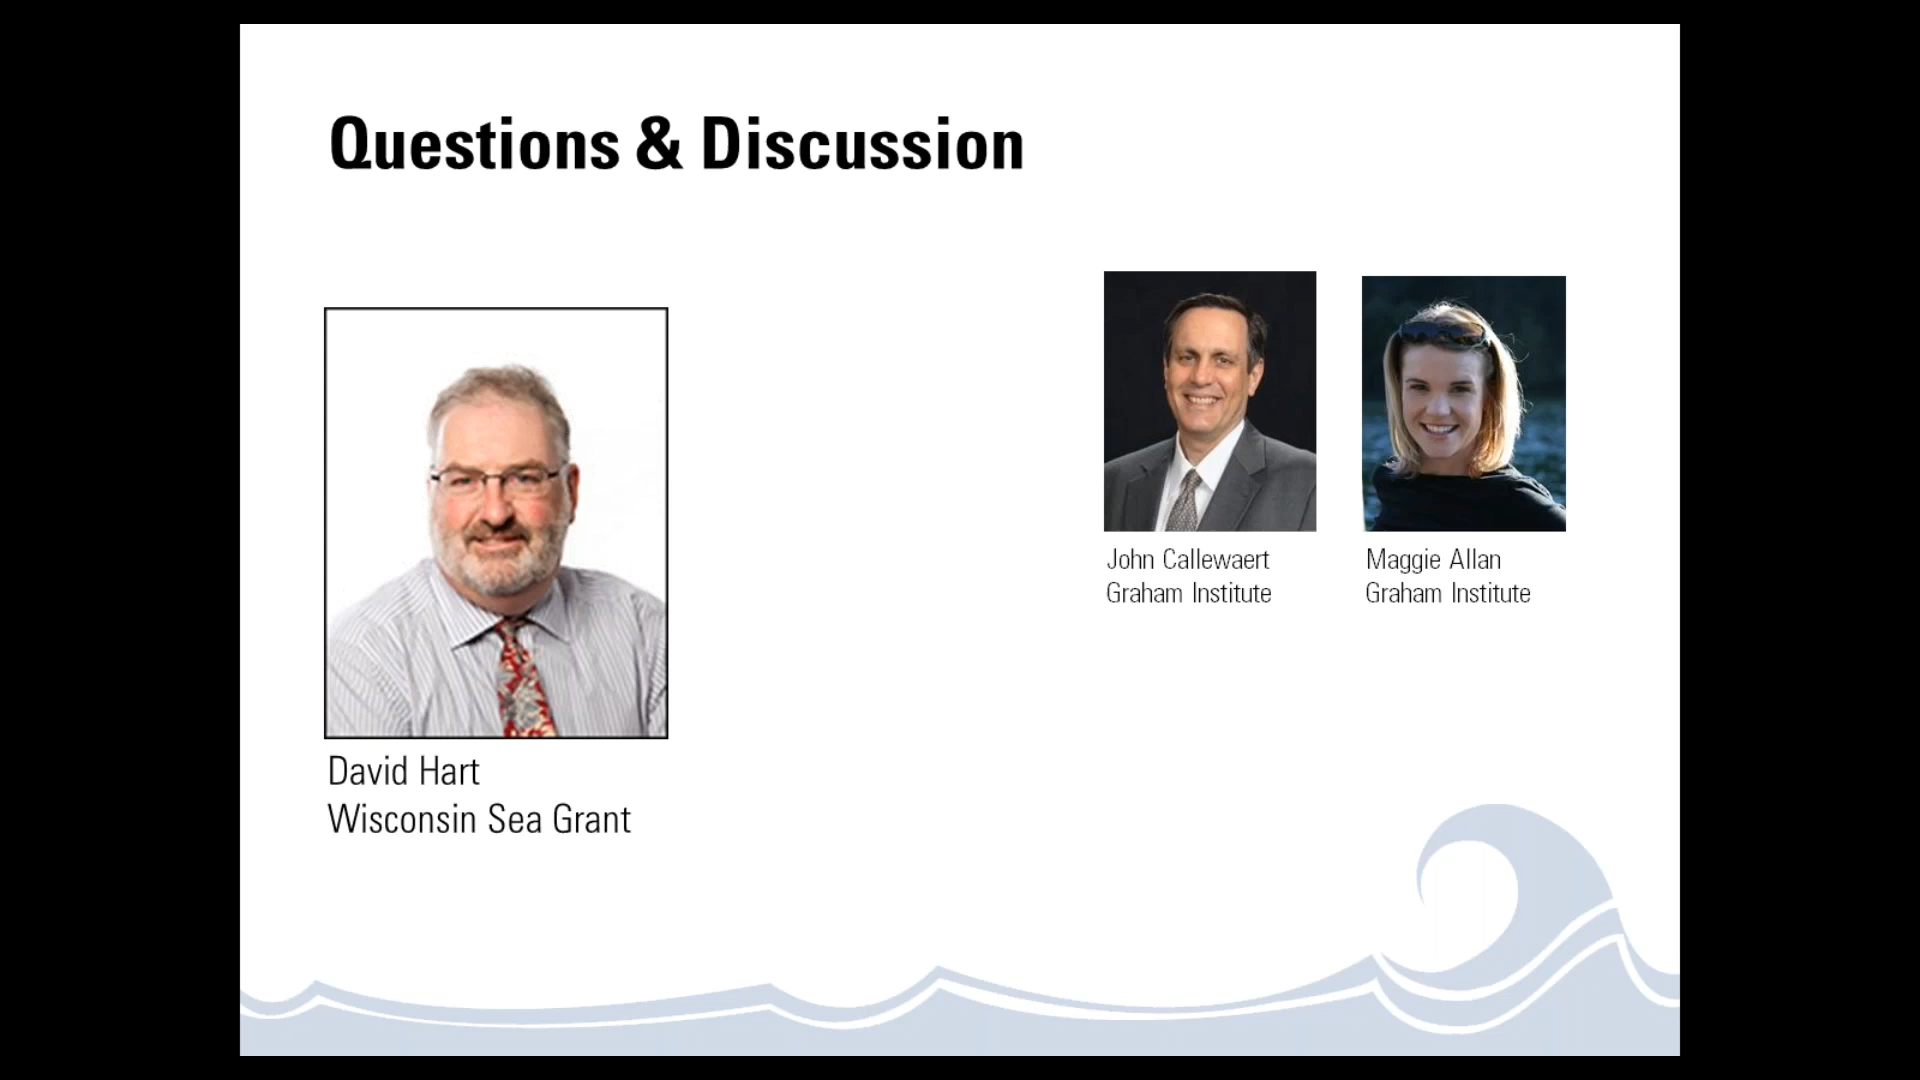 Questions & Discussion
David Hart
Wisconsin Sea Grant
John Callewaert
Graham Institute
Maggie Allan
Graham Institute